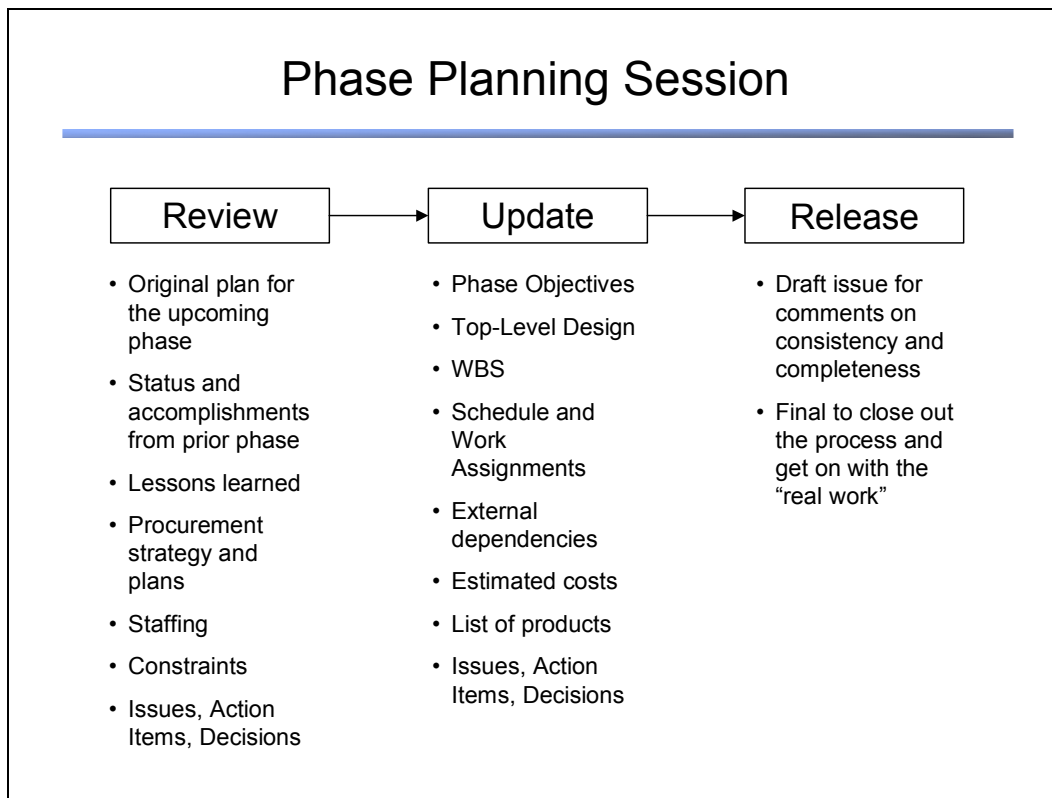 Phase Planning Session
Review
• Original plan for
the upcoming
phase
• Status and
accomplishments
from prior phase
• Lessons learned
• Procurement
strategy and
plans
• Staffing
• Constraints
• Issues, Action
Items, Decisions
Update
• Phase Objectives
• Top-Level Design
• WBS
• Schedule and
Work
Assignments
• External
dependencies
• Estimated costs
• List of products
• Issues, Action
Items, Decisions
Release
• Draft issue for
comments on
consistency and
completeness
• Final to close out
the process and
get on with the
“real work”